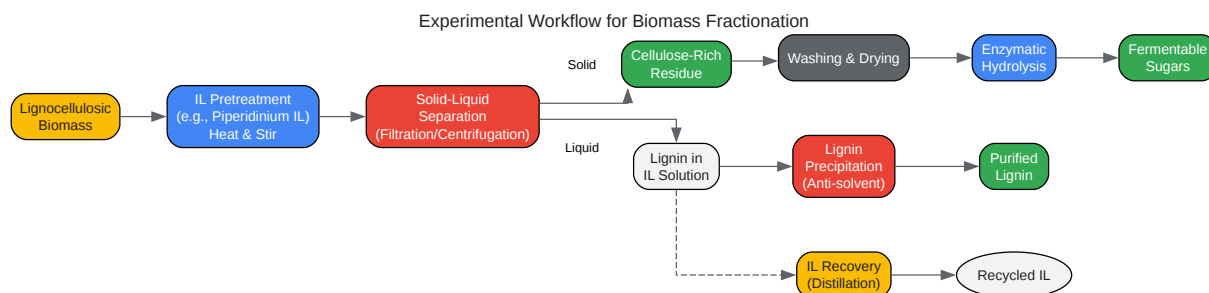 Experimental Workflow for Biomass Fractionation
Lignocellulosic
Biomass
IL Pretreatment
(e.g., Piperidinium IL)
Heat & Stir
Solid-Liquid
Separation
(Filtration/Centrifugation)
Solid
Cellulose-Rich
Residue
Washing & Drying
Enzymatic
Hydrolysis
Fermentable
Sugars
Liquid
Lignin in
IL Solution
Lignin
Precipitation
(Anti-solvent)
Purified
Lignin
IL Recovery
(Distillation)
Recycled IL